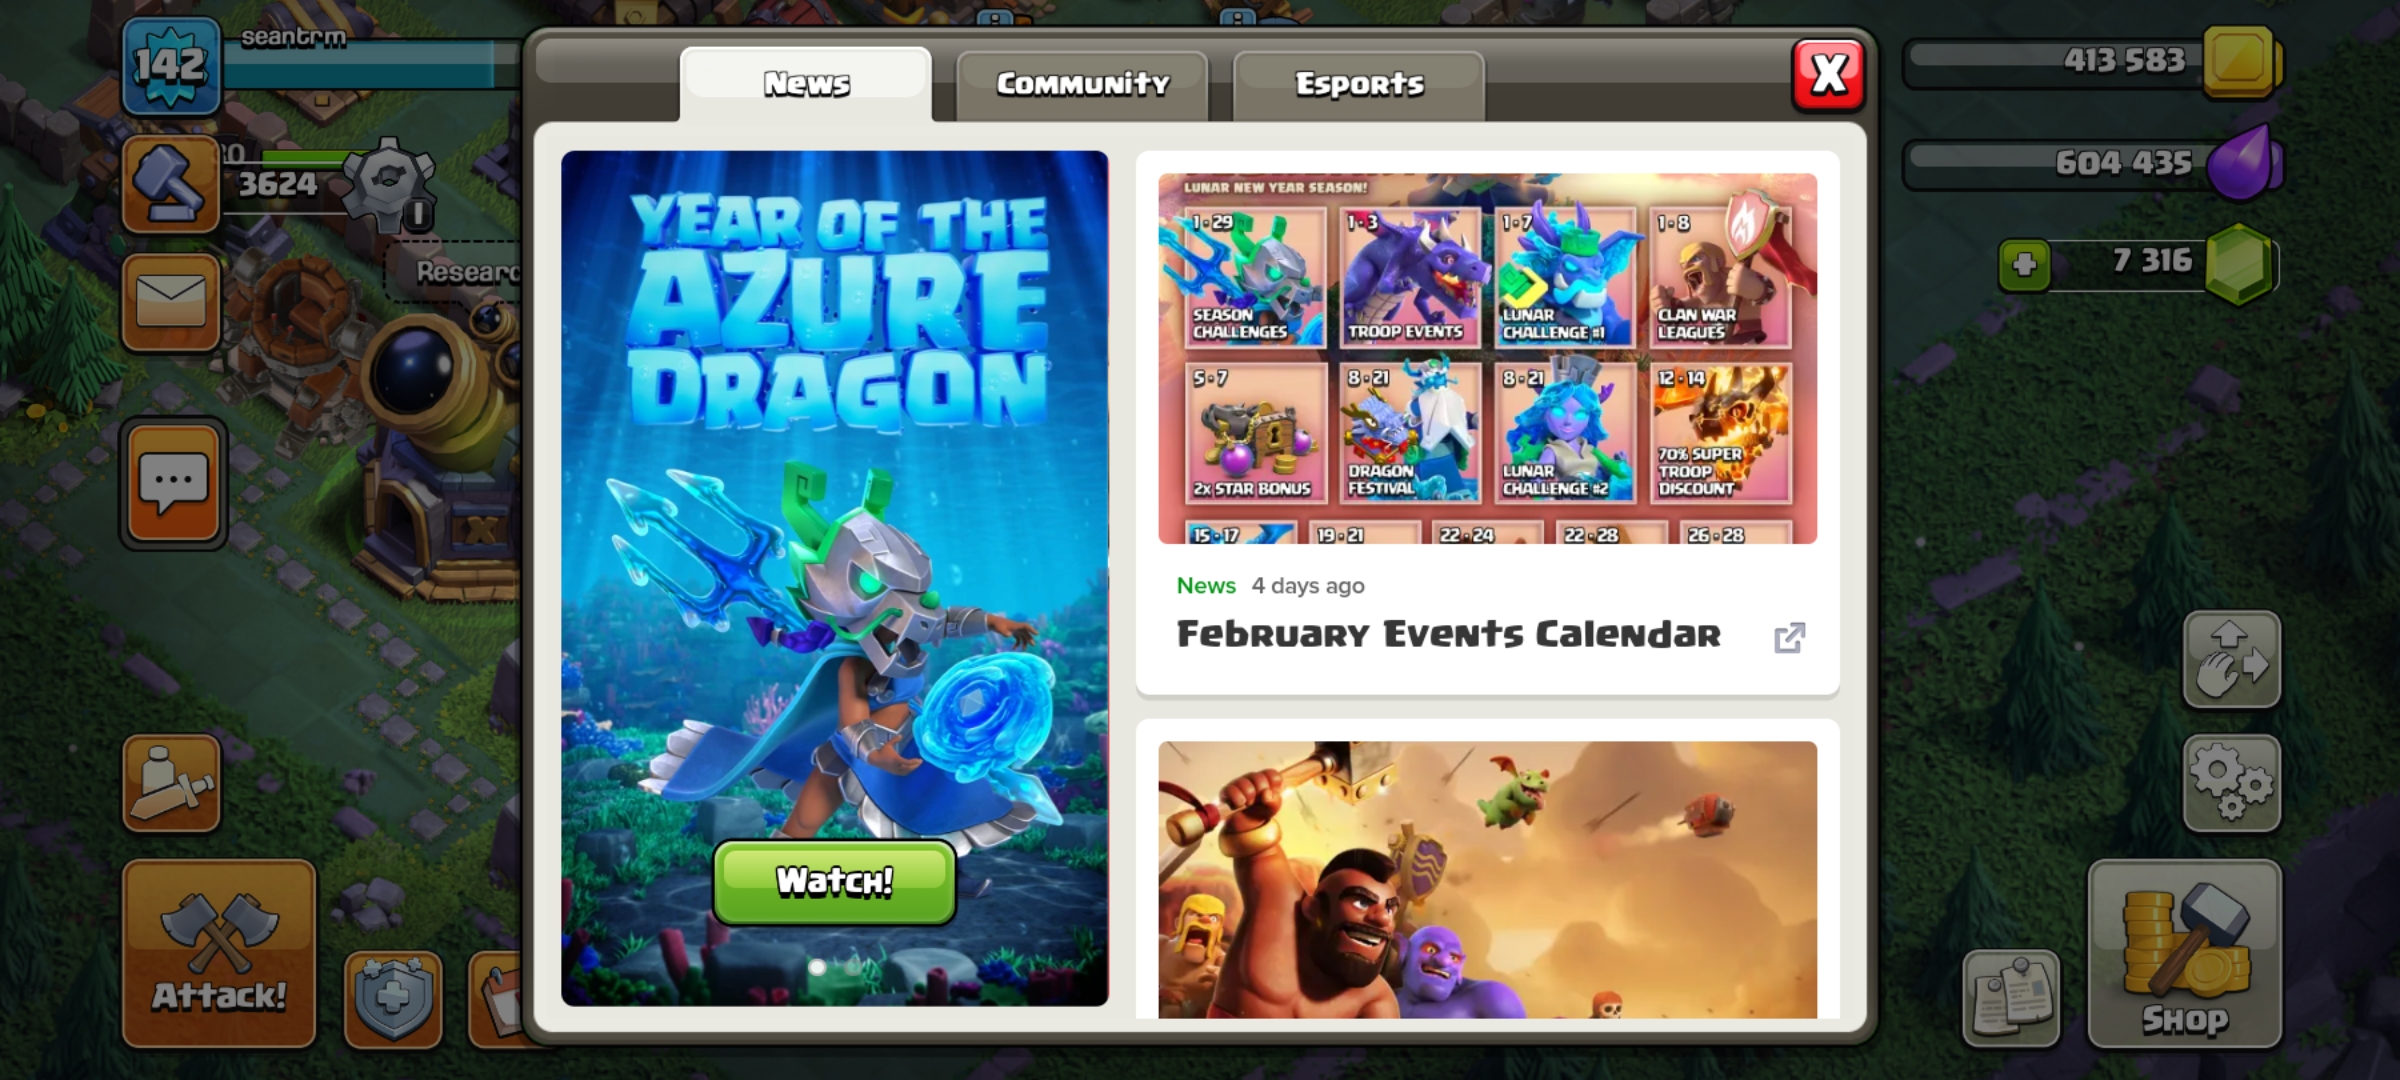 142
seantrm
3624
Researc
Attack!
News
Community
Esports
X
413 583
604 435
7 316
Shop
YEAR OF THE
AZURE
DRAGON
Watch!
LUNAR NEW YEAR SEASON!
1-29
SEASON
CHALLENGES
1-3
TROOP EVENTS
1-7
LUNAR
CHALLENGE #1
1-8
CLAN WAR
LEAGUES
5-7
2x STAR BONUS
8-21
DRAGON
FESTIVAL
8-21
LUNAR
CHALLENGE #2
12-14
70% SUPER
TROOP
DISCOUNT
15-17
19-21
22-24
22-28
26-28
News 4 days ago
February Events Calendar